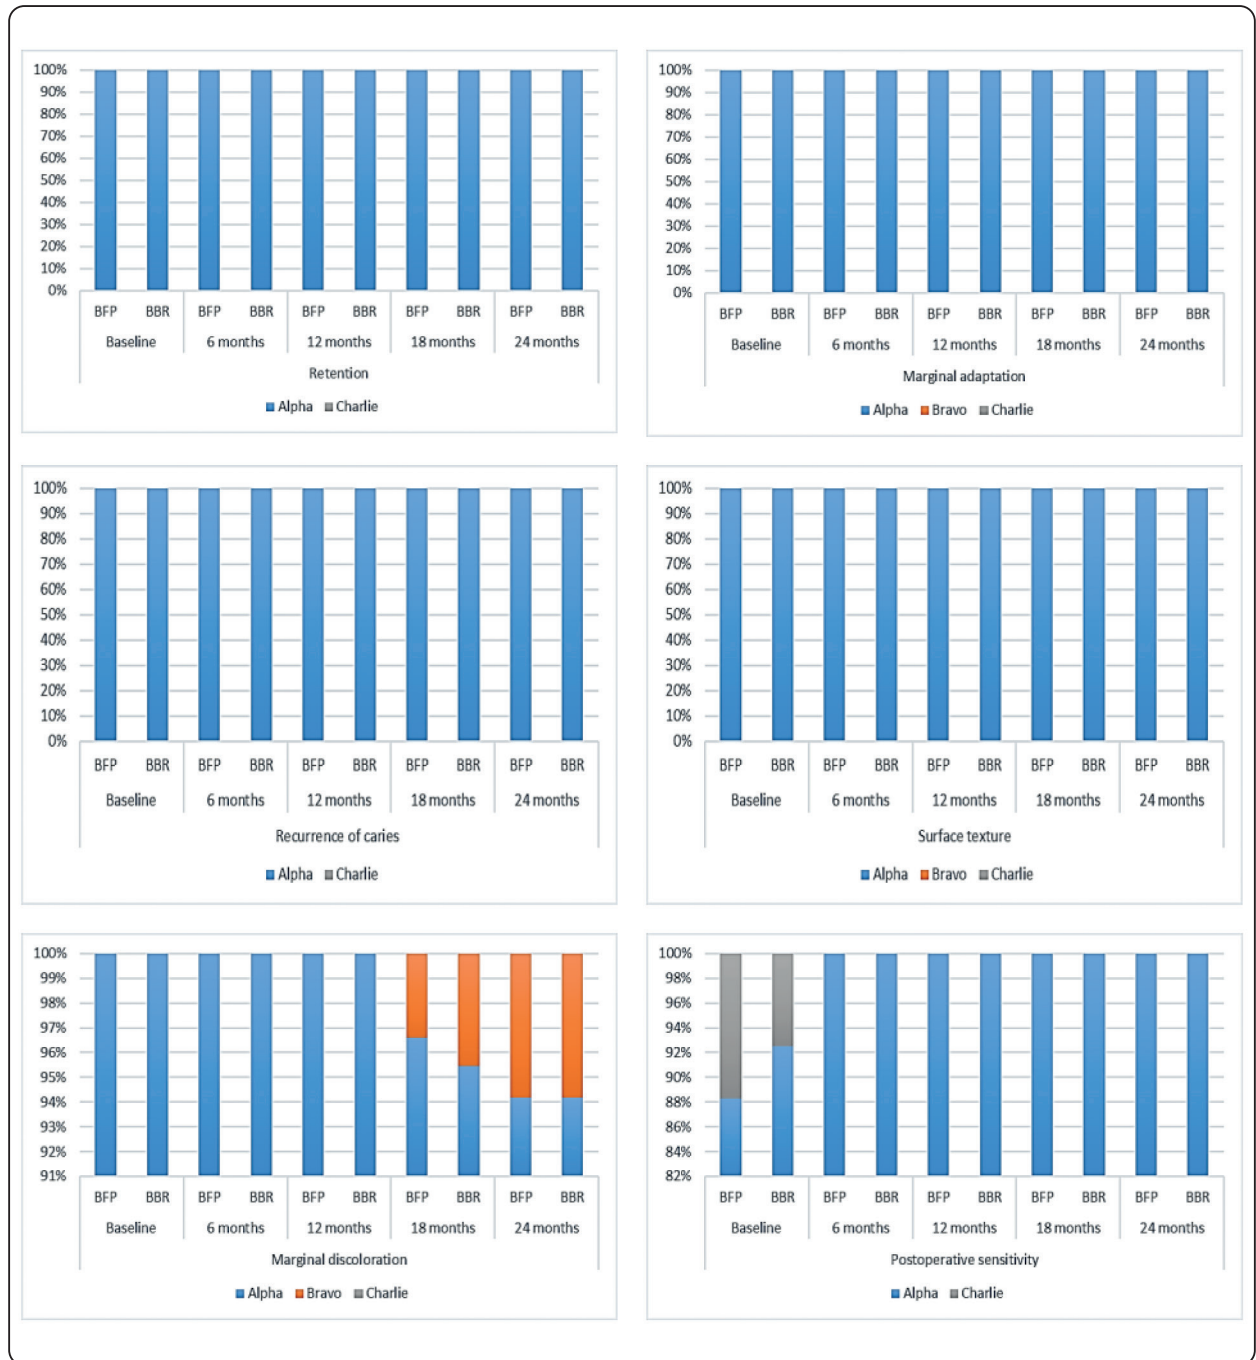 100%
90%
80%
70%
60%
50%
40%
30%
20%
10%
0%
BFP BBR BFP BBR BFP BBR BFP BBR BFP BBR
Baseline 6 months 12 months 18 months 24 months
Retention
Alpha Charlie
100%
90%
80%
70%
60%
50%
40%
30%
20%
10%
0%
BFP BBR BFP BBR BFP BBR BFP BBR BFP BBR
Baseline 6 months 12 months 18 months 24 months
Marginal adaptation
Alpha Bravo Charlie
100%
90%
80%
70%
60%
50%
40%
30%
20%
10%
0%
BFP BBR BFP BBR BFP BBR BFP BBR BFP BBR
Baseline 6 months 12 months 18 months 24 months
Recurrence of caries
Alpha Charlie
100%
90%
80%
70%
60%
50%
40%
30%
20%
10%
0%
BFP BBR BFP BBR BFP BBR BFP BBR BFP BBR
Baseline 6 months 12 months 18 months 24 months
Surface texture
Alpha Bravo Charlie
100%
99%
98%
97%
96%
95%
94%
93%
92%
91%
BFP BBR BFP BBR BFP BBR BFP BBR BFP BBR
Baseline 6 months 12 months 18 months 24 months
Marginal discoloration
Alpha Bravo Charlie
100%
98%
96%
94%
92%
90%
88%
86%
84%
82%
BFP BBR BFP BBR BFP BBR BFP BBR BFP BBR
Baseline 6 months 12 months 18 months 24 months
Postoperative sensitivity
Alpha Charlie